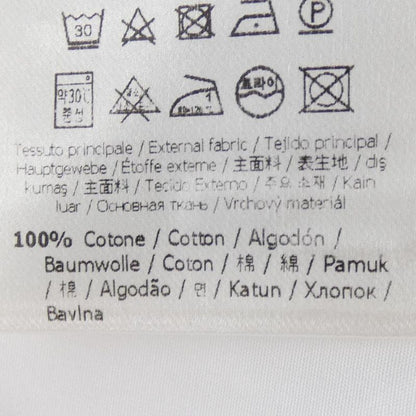 30
P
약30℃
중성
드라이
Tessuto principale / External fabric / Tejido principal /
Hauptgewebe / Étoffe externe / 主面料 / 表生地 / dış
kumaş / 主面料 / Tecido Externo / 주요 소재 / Kain
luar / Основная ткань / Vrchový materiál
100% Cotone / Cotton / Algodón /
Baumwolle / Coton / 棉 / 綿 / Pamuk
/ 棉 / Algodão / 면 / Katun / Хлопок /
Bavlna